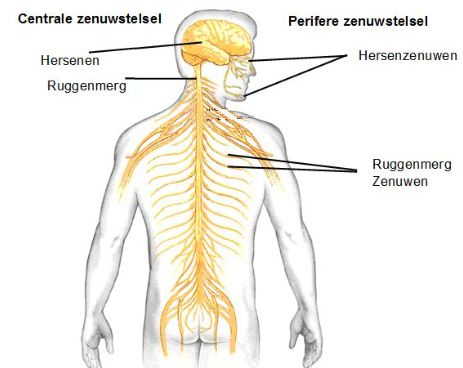 Centrale zenuwstelsel
Hersenen
Ruggenmerg
Perifere zenuwstelsel
Hersenzenuwen
Ruggenmerg
Zenuwen